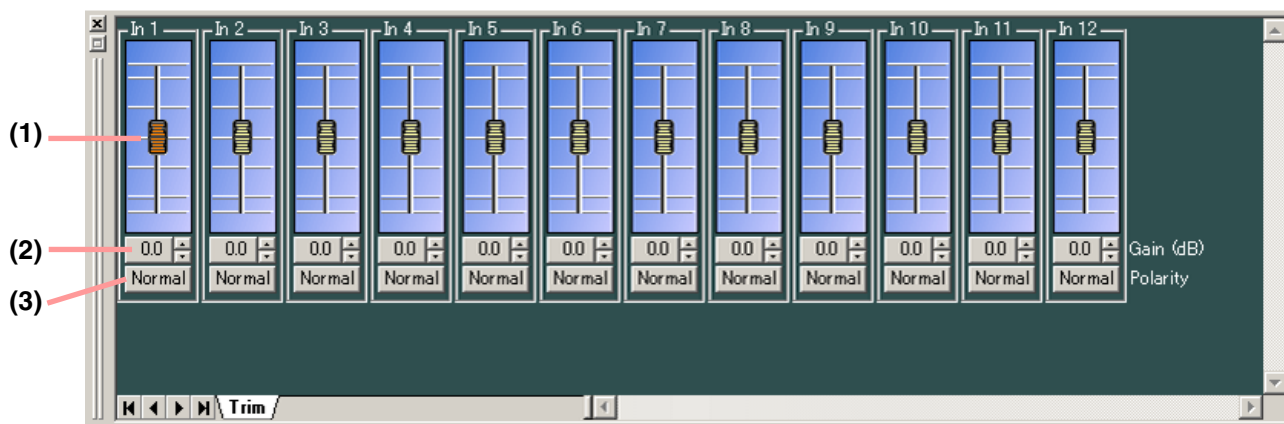 In 1 In 2 In 3 In 4 In 5 In 6 In 7 In 8 In 9 In 10 In 11 In 12
(1)
(2) 0.0 0.0 0.0 0.0 0.0 0.0 0.0 0.0 0.0 0.0 0.0 0.0 Gain (dB)
(3) Normal Normal Normal Normal Normal Normal Normal Normal Normal Normal Normal Normal Polarity
Trim